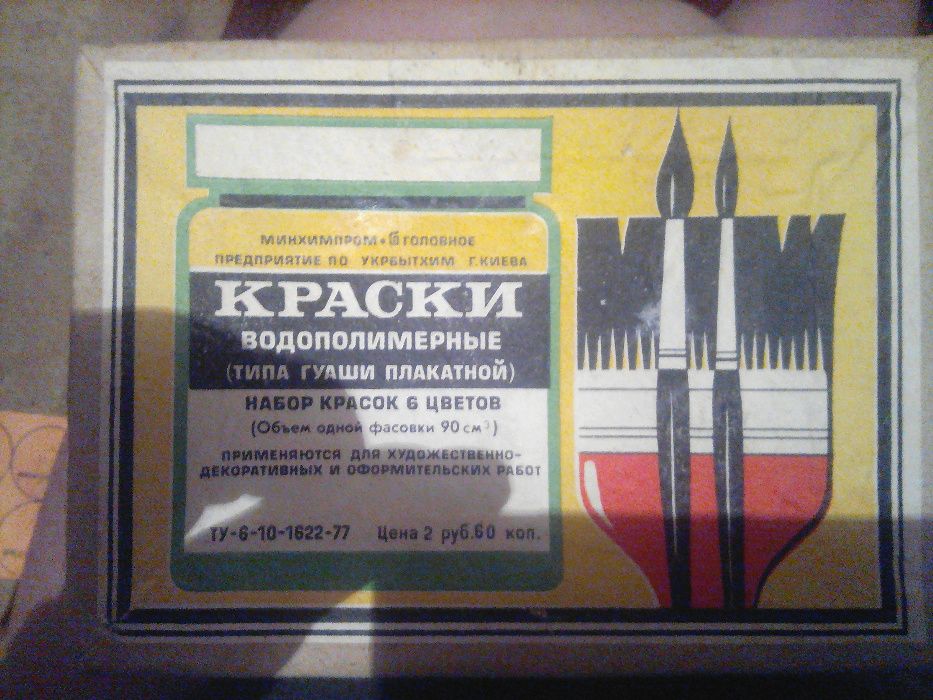 МИНХИМПРОМ • ГОЛОВНОЕ
ПРЕДПРИЯТИЕ ПО УКРБЫТХИМ Г.КИЕВА
КРАСКИ
ВОДОПОЛИМЕРНЫЕ
(ТИПА ГУАШИ ПЛАКАТНОЙ)
НАБОР КРАСОК 6 ЦВЕТОВ
(Объем одной фасовки 90 см³)
ПРИМЕНЯЮТСЯ ДЛЯ ХУДОЖЕСТВЕННО-
ДЕКОРАТИВНЫХ И ОФОРМИТЕЛЬСКИХ РАБОТ
ТУ-6-10-1622-77 Цена 2 руб.60 коп.